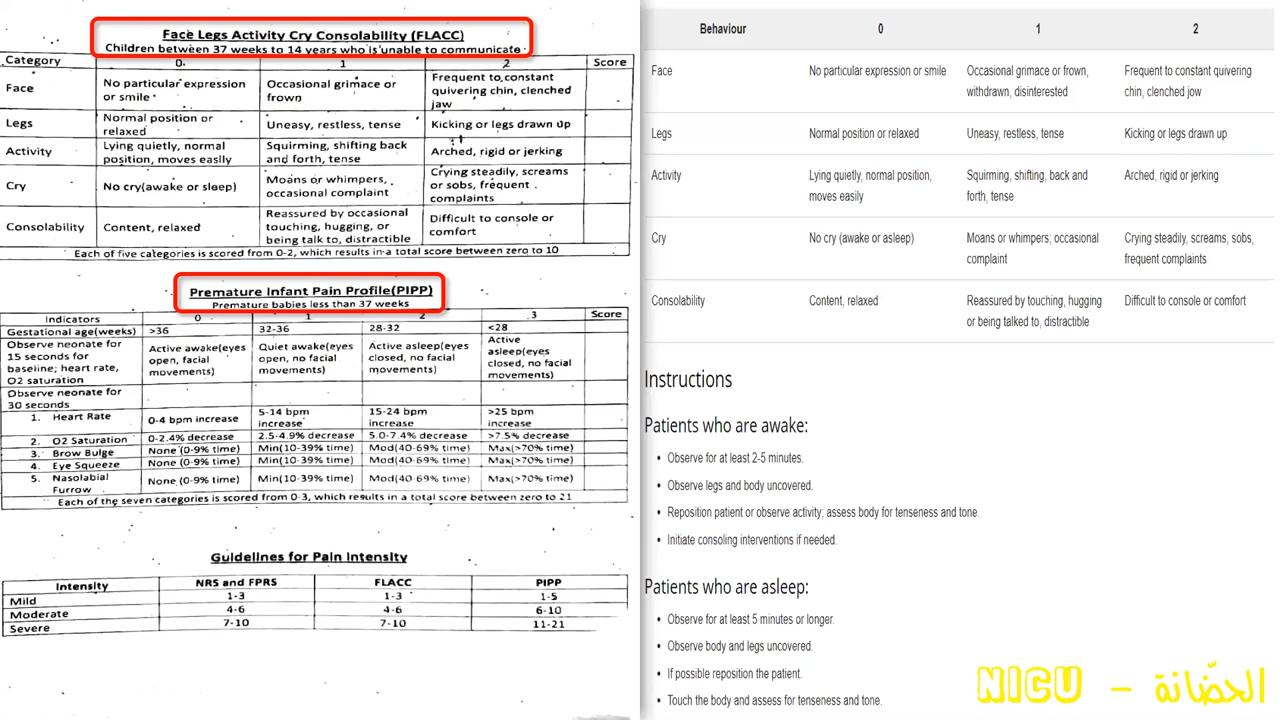 Face Legs Activity Cry Consolability (FLACC)
Children between 37 weeks to 14 years who is unable to communicate
Category 0 1 2 Score
Face
No particular expression
or smile
Occasional grimace or
frown
Frequent to constant
quivering chin, clenched
jaw
Legs
Normal position or
relaxed
Uneasy, restless, tense
Kicking or legs drawn up
Activity
Lying quietly, normal
position, moves easily
Squirming, shifting back
and forth, tense
Arched, rigid or jerking
Cry
No cry(awake or sleep)
Moans or whimpers,
occasional complaint
Crying steadily, screams
or sobs, frequent
complaints
Consolability
Content, relaxed
Reassured by occasional
touching, hugging, or
being talk to, distractible
Difficult to console or
comfort
Each of five categories is scored from 0-2, which results in a total score between zero to 10
Premature Infant Pain Profile(PIPP)
Premature babies less than 37 weeks
Indicators 0 1 2 3 Score
Gestational age(weeks) >36 32-36 28-32 <28
Observe neonate for
15 seconds for
baseline; heart rate,
O2 saturation
Active awake(eyes
open, facial
movements)
Quiet awake(eyes
open, no facial
movements)
Active asleep(eyes
closed, no facial
movements)
Active
asleep(eyes
closed, no facial
movements)
Observe neonate for
30 seconds
1. Heart Rate
0-4 bpm increase
5-14 bpm
increase
15-24 bpm
increase
>25 bpm
increase
2. O2 Saturation 0-2.4% decrease 2.5-4.9% decrease 5.0-7.4% decrease >7.5% decrease
3. Brow Bulge None (0-9% time) Min(10-39% time) Mod(40-69% time) Max(>70% time)
4. Eye Squeeze None (0-9% time) Min(10-39% time) Mod(40-69% time) Max(>70% time)
5. Nasolabial
Furrow
None (0-9% time) Min(10-39% time) Mod(40-69% time) Max(>70% time)
Each of the seven categories is scored from 0-3, which results in a total score between zero to 21
Guidelines for Pain Intensity
Intensity NRS and FPRS FLACC PIPP
Mild 1-3 1-3 1-5
Moderate 4-6 4-6 6-10
Severe 7-10 7-10 11-21
Behaviour 0 1 2
Face
No particular expression or smile
Occasional grimace or frown,
withdrawn, disinterested
Frequent to constant quivering
chin, clenched jow
Legs
Normal position or relaxed
Uneasy, restless, tense
Kicking or legs drawn up
Activity
Lying quietly, normal position,
moves easily
Squirming, shifting, back and
forth, tense
Arched, rigid or jerking
Cry
No cry (awake or asleep)
Moans or whimpers; occasional
complaint
Crying steadily, screams, sobs,
frequent complaints
Consolability
Content, relaxed
Reassured by touching, hugging
or being talked to, distractible
Difficult to console or comfort
Instructions
Patients who are awake:
• Observe for at least 2-5 minutes.
• Observe legs and body uncovered.
• Reposition patient or observe activity; assess body for tenseness and tone.
• Initiate consoling interventions if needed.
Patients who are asleep:
• Observe for at least 5 minutes or longer.
• Observe body and legs uncovered.
• If possible reposition the patient.
• Touch the body and assess for tenseness and tone.
NICU – الحضّانة